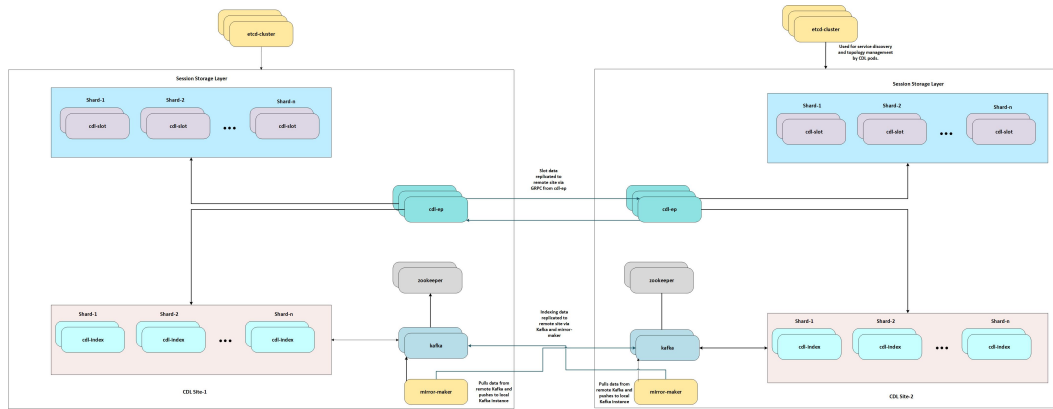 etcd-cluster
etcd-cluster
Used for service discovery
and topology management
by CDL pods.
Session Storage Layer
Shard-1
Shard-2
Shard-n
cdl-slot
cdl-slot
cdl-slot
Session Storage Layer
Shard-1
Shard-2
Shard-n
cdl-slot
cdl-slot
cdl-slot
Slot data
replicated to
remote site via
GRPC from cdl-ep
cdl-ep
cdl-ep
zookeeper
zookeeper
Shard-1
Shard-2
Shard-n
cdl-index
cdl-index
cdl-index
Indexing data
replicated to
remote site via
Kafka and mirror-
maker
kafka
kafka
Shard-1
Shard-2
Shard-n
cdl-index
cdl-index
cdl-index
CDL Site-1
mirror-maker
Pulls data from
remote Kafka and
pushes to local
Kafka instance
Pulls data from
remote Kafka and
pushes to local
Kafka instance
mirror-maker
CDL Site-2